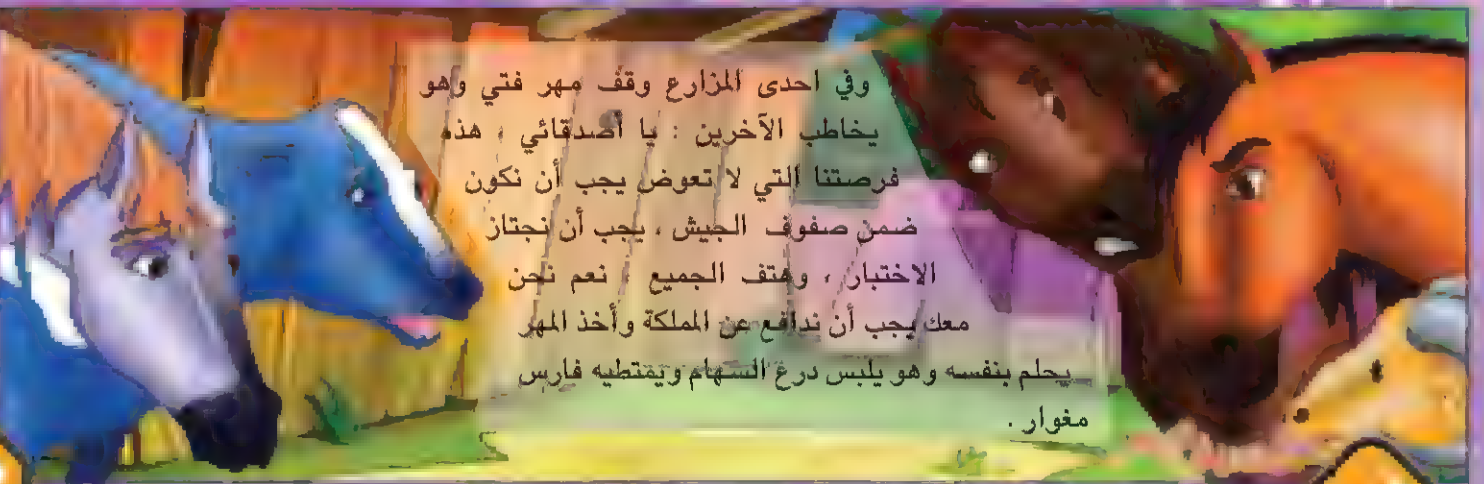 وفي احدى المزارع وقف مهر فتي وهو
يخاطب الآخرين : يا أصدقائي ، هذه
فرصتنا التي لا تعوض يجب أن نكون
ضمن صفوف الجيش ، يجب أن نجتاز
الاختبار ، وهتف الجميع ، نعم نحن
معك يجب أن ندافع عن المملكة وأخذ المهر
يحلم بنفسه وهو يلبس درع السهام ويمتطيه فارس
مغوار .